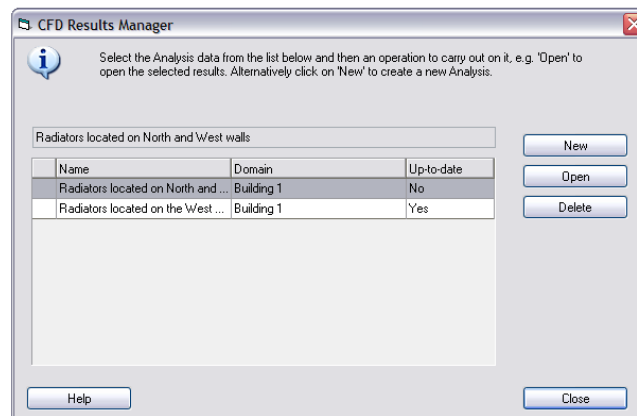 CFD Results Manager
Select the Analysis data from the list below and then an operation to carry out on it, e.g. 'Open' to
open the selected results. Alternatively click on 'New' to create a new Analysis.
Radiators located on North and West walls
New
Name Domain Up-to-date
Open
Radiators located on North and ... Building 1 No
Radiators located on the West ... Building 1 Yes
Delete
Help
Close